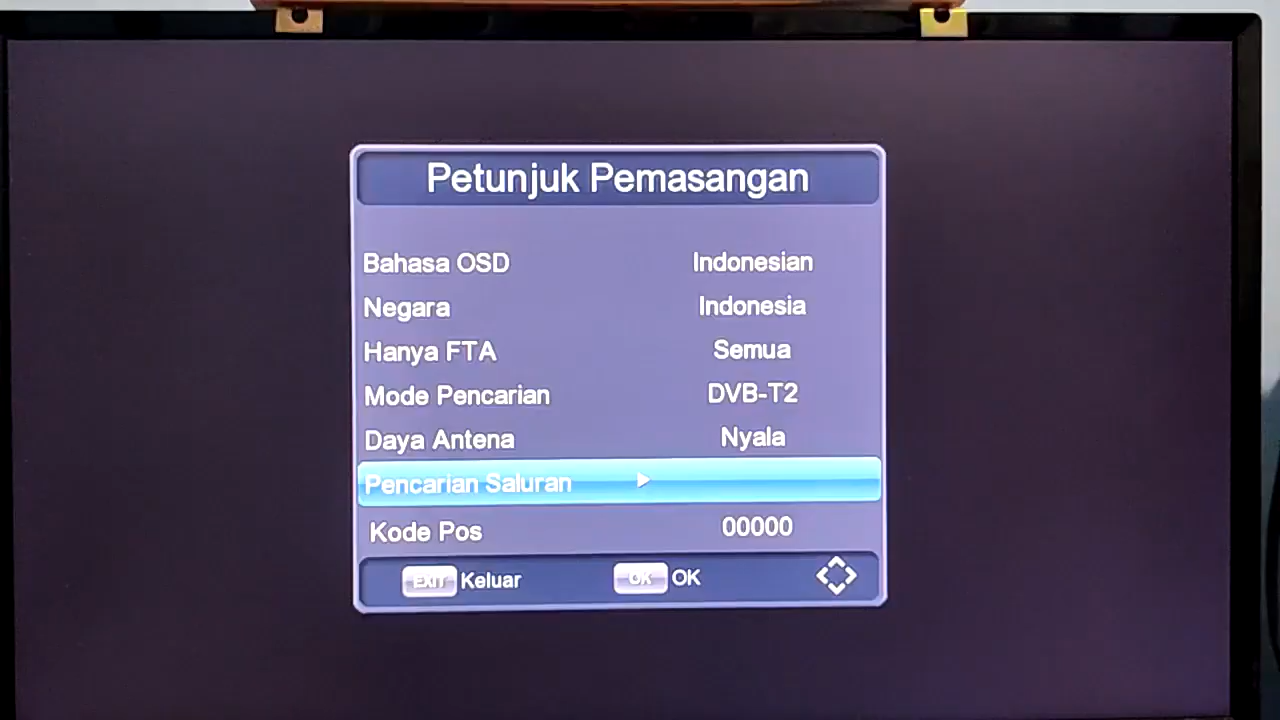 Petunjuk Pemasangan
Bahasa OSD Indonesian
Negara Indonesia
Hanya FTA Semua
Mode Pencarian DVB-T2
Daya Antena Nyala
Pencarian Saluran
Kode Pos 00000
EXIT Keluar OK OK